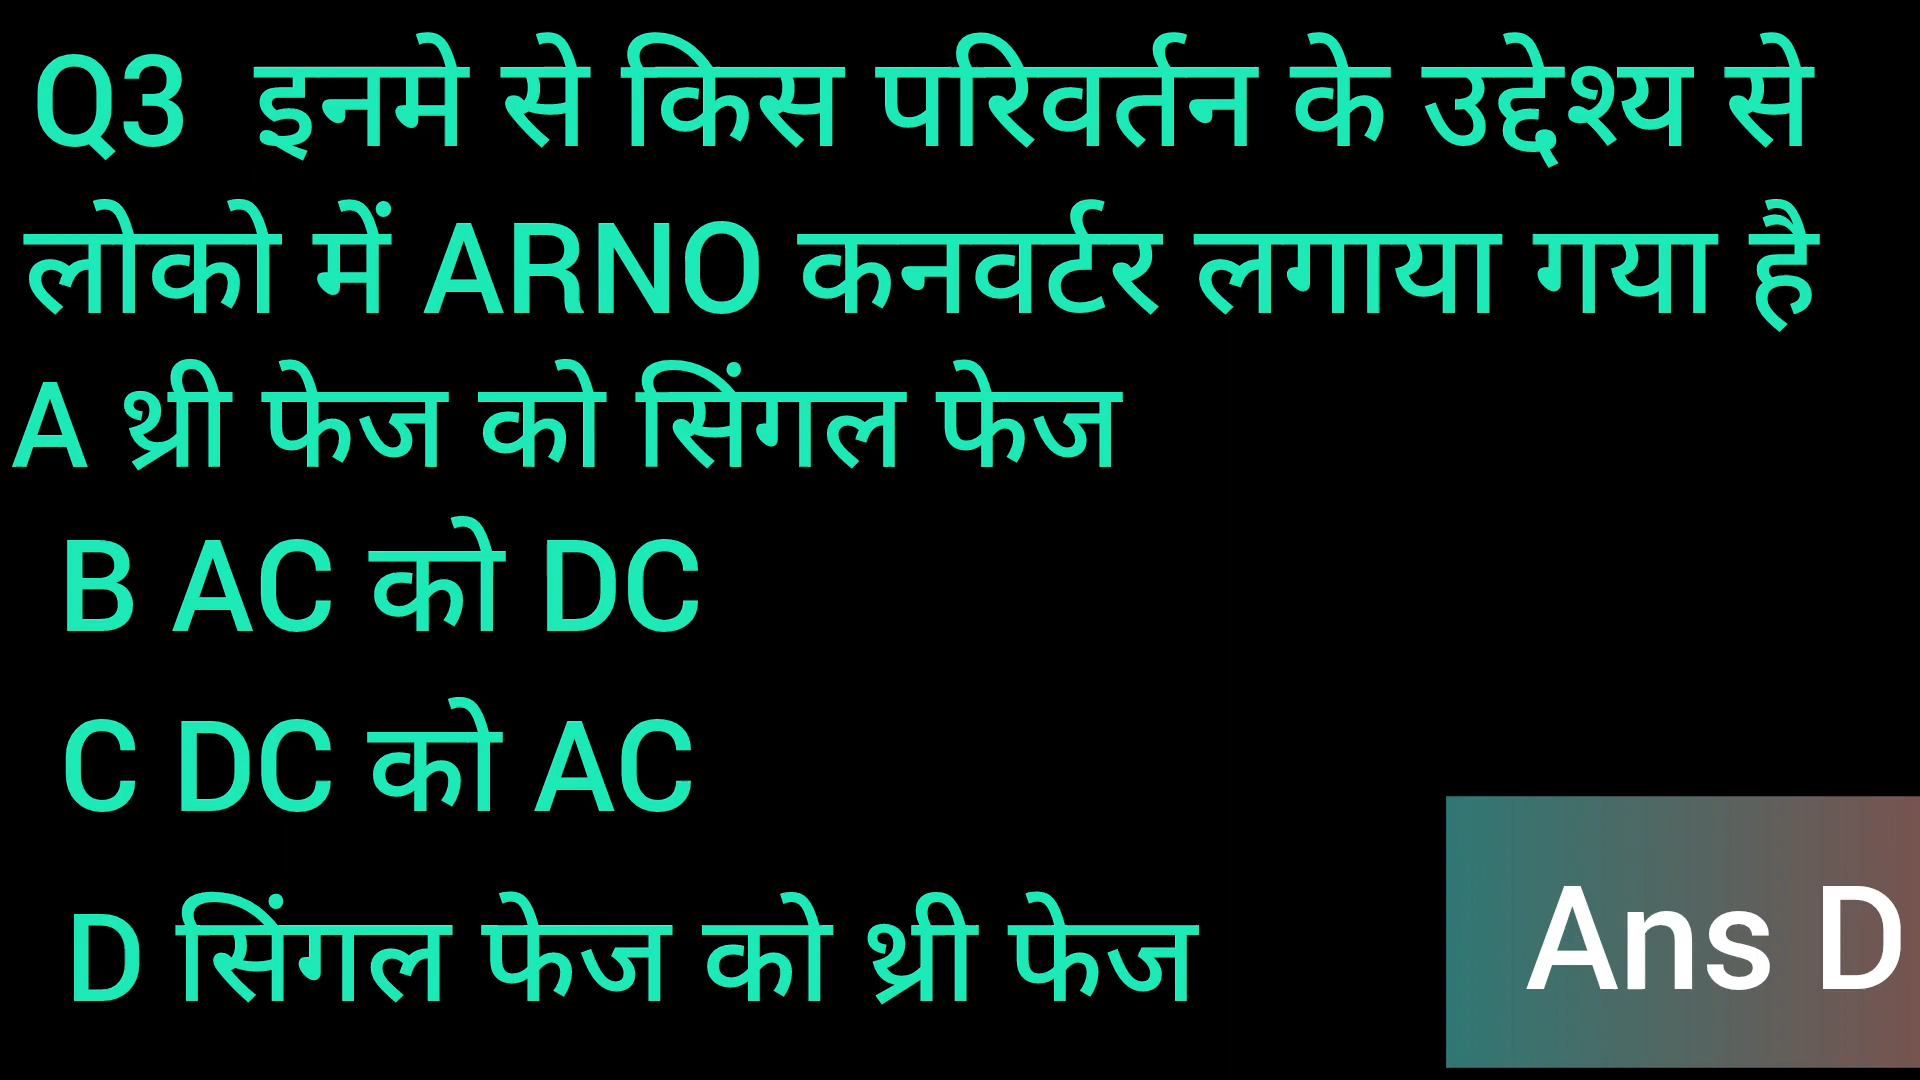 Q3 इनमे से किस परिवर्तन के उद्देश्य से
लोको में ARNO कनवर्टर लगाया गया है
A थ्री फेज को सिंगल फेज
B AC को DC
C DC को AC
D सिंगल फेज को थ्री फेज
Ans D